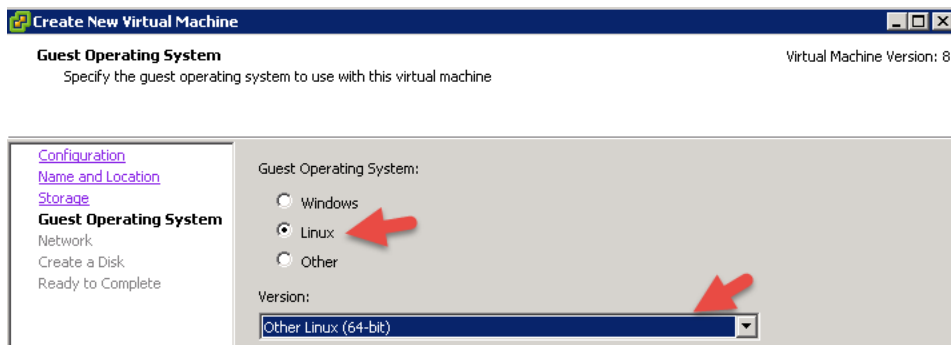 Create New Virtual Machine
Guest Operating System
Virtual Machine Version: 8
Specify the guest operating system to use with this virtual machine
Configuration
Name and Location
Storage
Guest Operating System
Network
Create a Disk
Ready to Complete
Guest Operating System:
Windows
Linux
Other
Version:
Other Linux (64-bit)